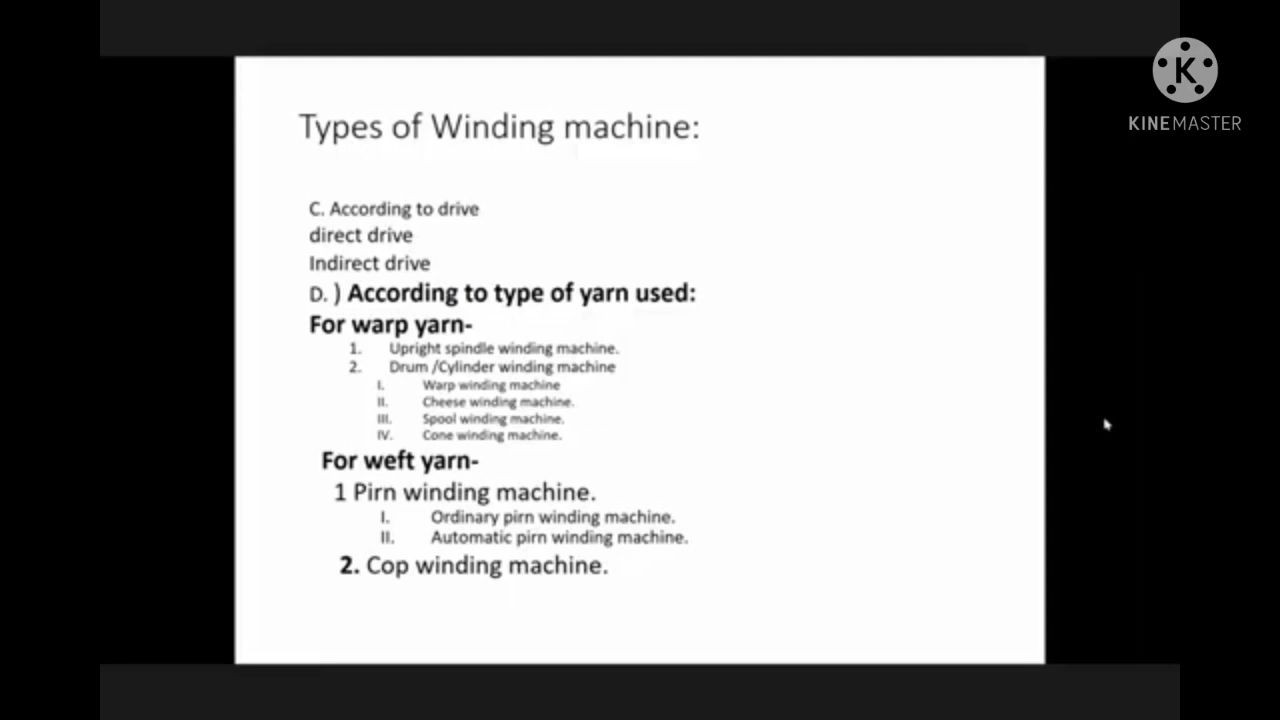 K
KINEMASTER
Types of Winding machine:
C. According to drive
direct drive
Indirect drive
D. ) According to type of yarn used:
For warp yarn-
1. Upright spindle winding machine.
2. Drum /Cylinder winding machine
I. Warp winding machine
II. Cheese winding machine.
III. Spool winding machine.
IV. Cone winding machine.
For weft yarn-
1 Pirn winding machine.
I. Ordinary pirn winding machine.
II. Automatic pirn winding machine.
2. Cop winding machine.